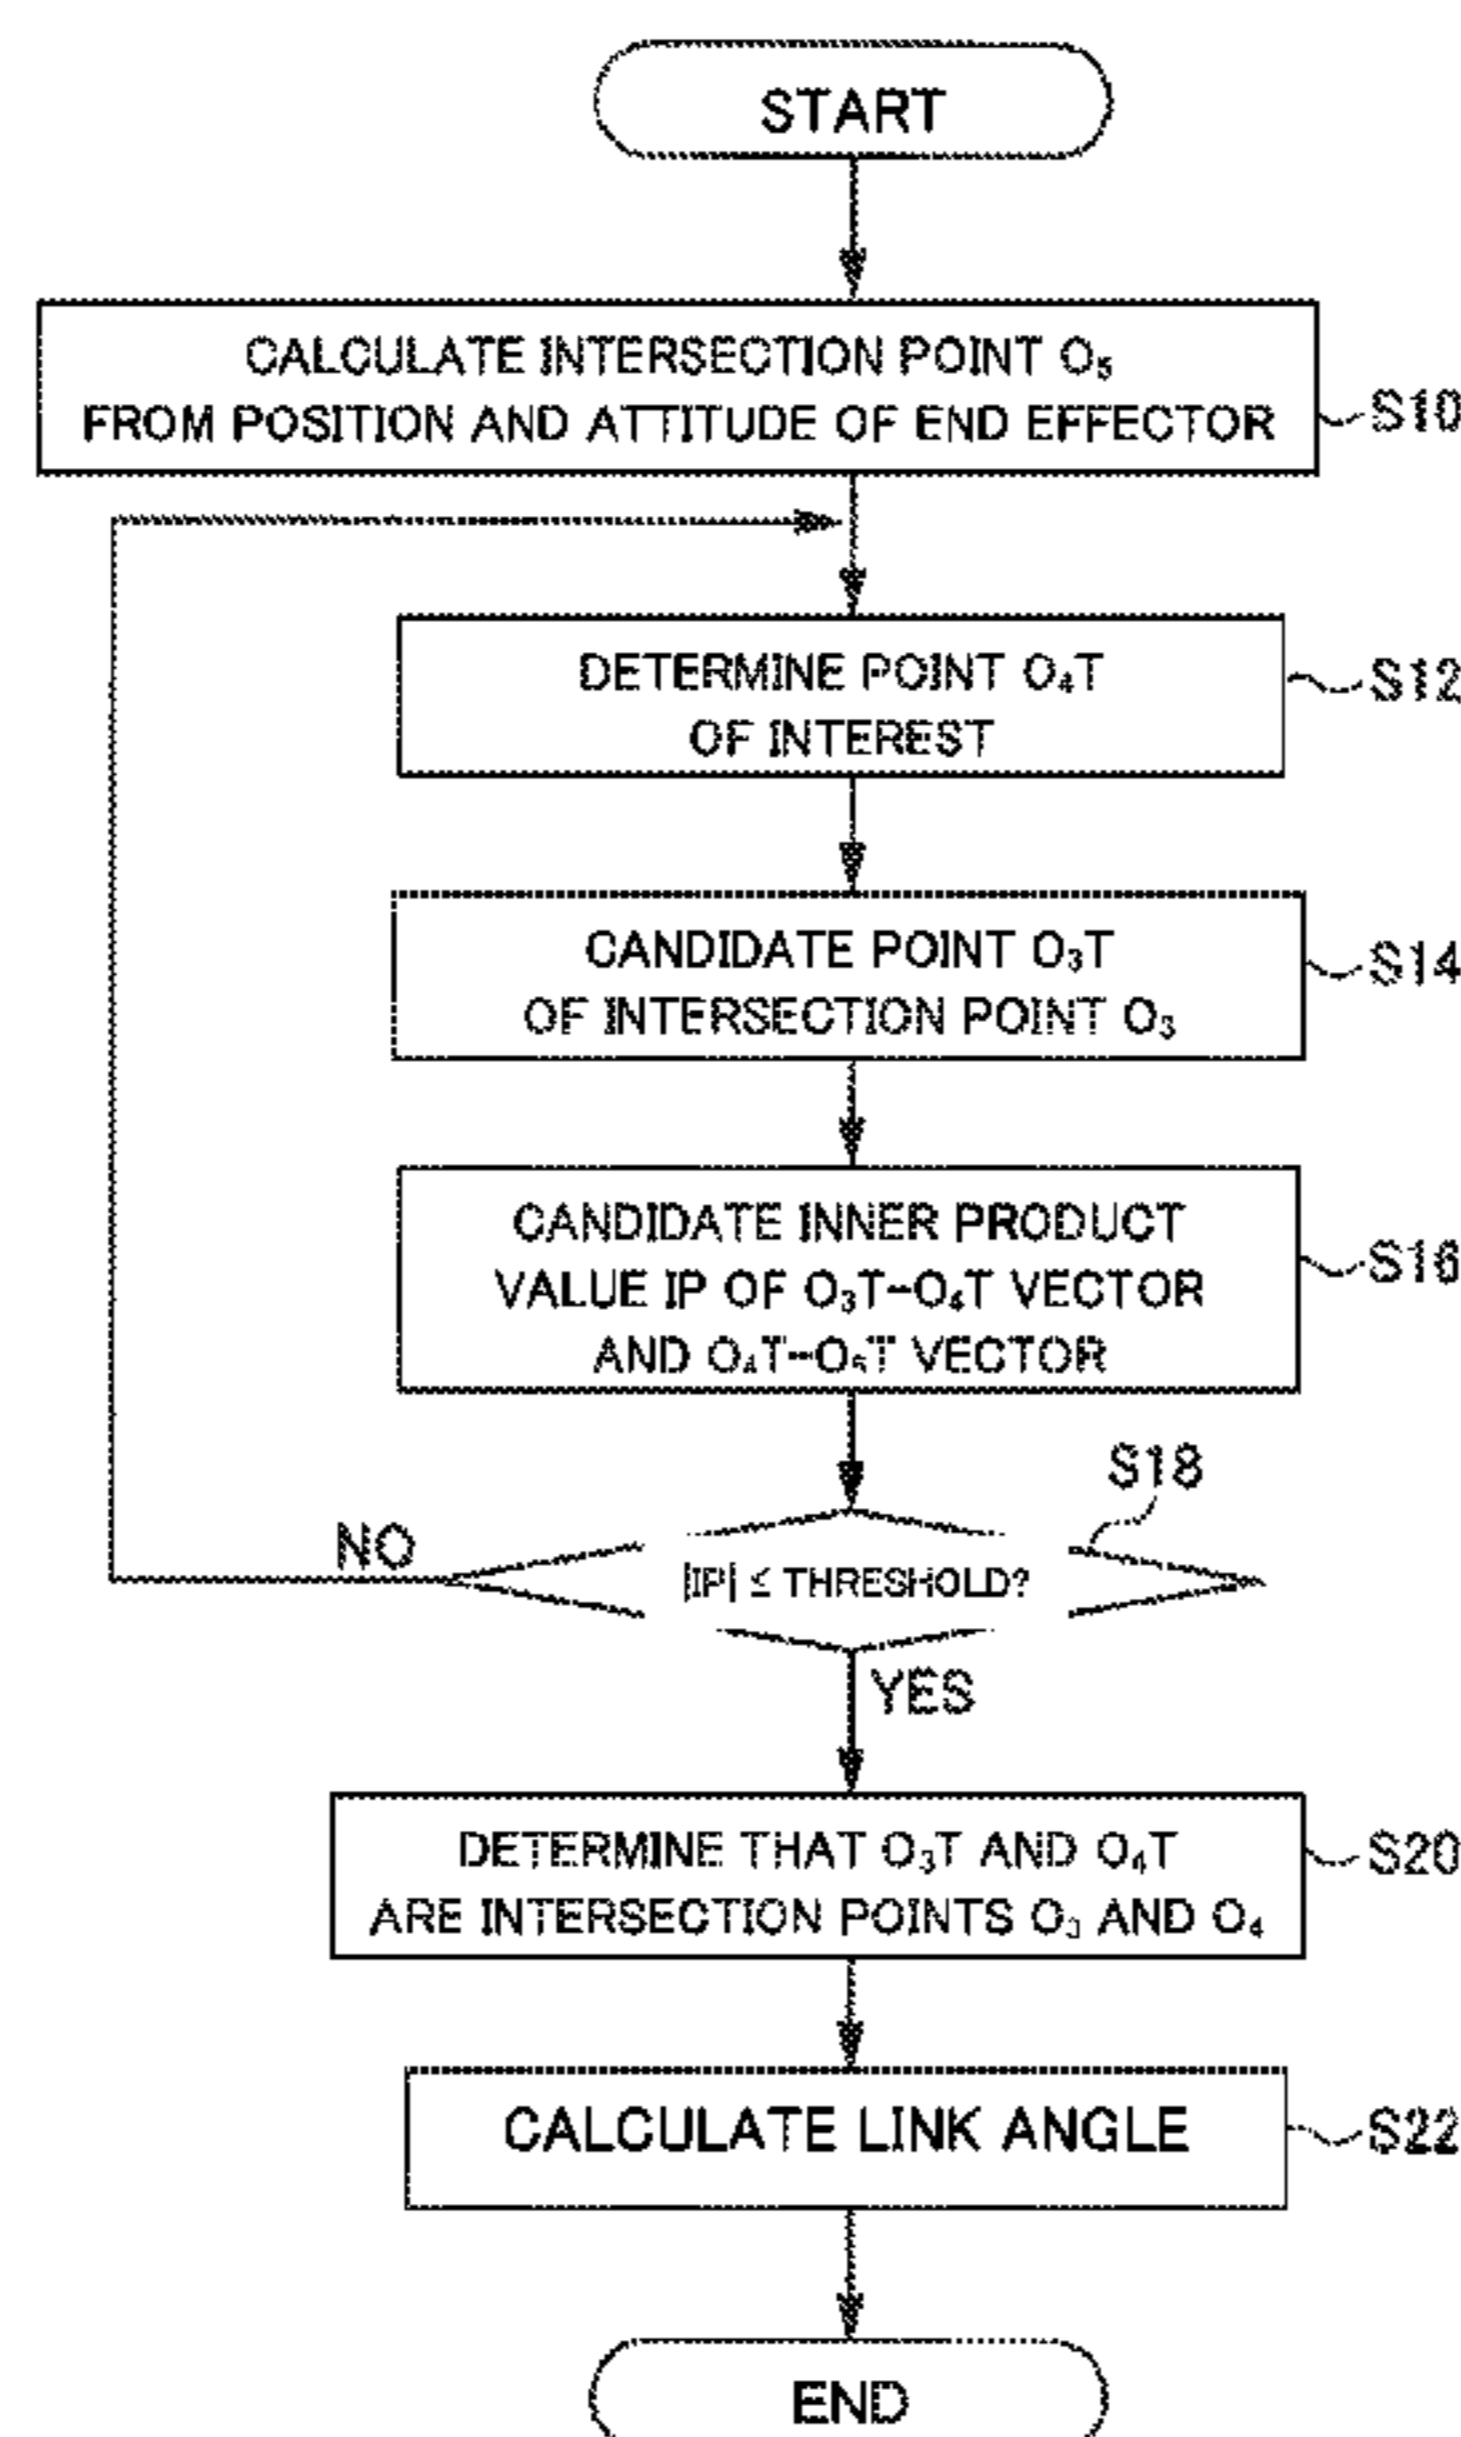 START
CALCULATE INTERSECTION POINT O₅
FROM POSITION AND ATTITUDE OF END EFFECTOR
S10
DETERMINE POINT O₄T
OF INTEREST
S12
CANDIDATE POINT O₃T
OF INTERSECTION POINT O₃
S14
CANDIDATE INNER PRODUCT
VALUE IP OF O₃T-O₄T VECTOR
AND O₄T-O₅T VECTOR
S16
S18
|IP| ≤ THRESHOLD?
NO
YES
DETERMINE THAT O₃T AND O₄T
ARE INTERSECTION POINTS O₃ AND O₄
S20
CALCULATE LINK ANGLE
S22
END